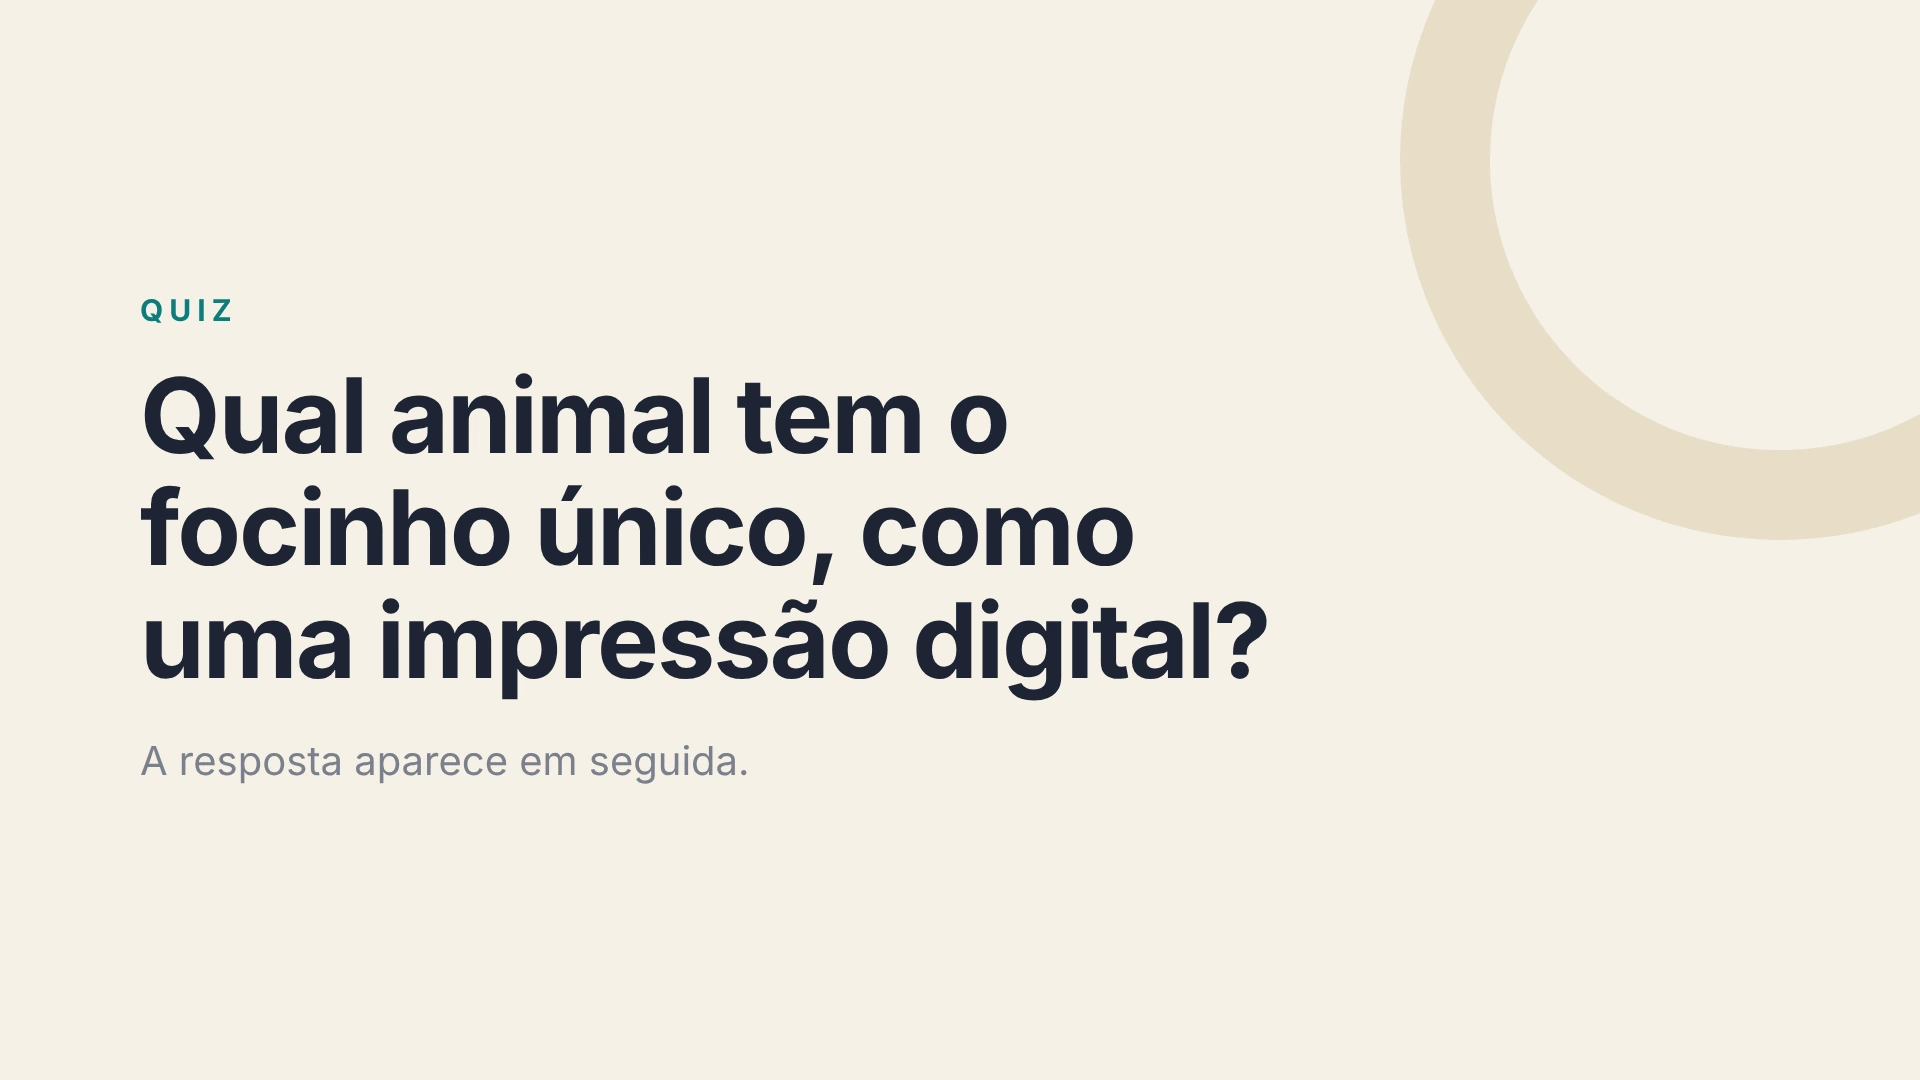 QUIZ
Qual animal tem o
focinho único, como
uma impressão digital?
A resposta aparece em seguida.